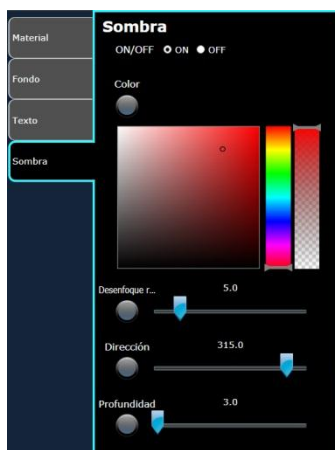 Material
Fondo
Texto
Sombra
Sombra
ON/OFF ON OFF
Color
Desenfoque r... 5.0
Dirección 315.0
Profundidad 3.0